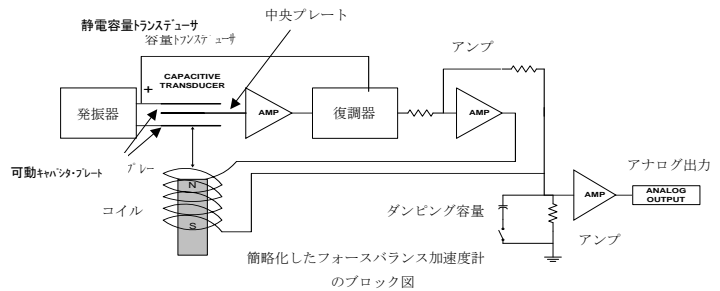 静電容量トランスデューサ
容量トランスデューサ
中央プレート
アンプ
CAPACITIVE
TRANSDUCER
+
発振器
AMP
復調器
AMP
可動キャパシタ・プレート
プレー
N
S
コイル
ダンピング容量
AMP
アナログ出力
ANALOG
OUTPUT
アンプ
簡略化したフォースバランス加速度計
のブロック図